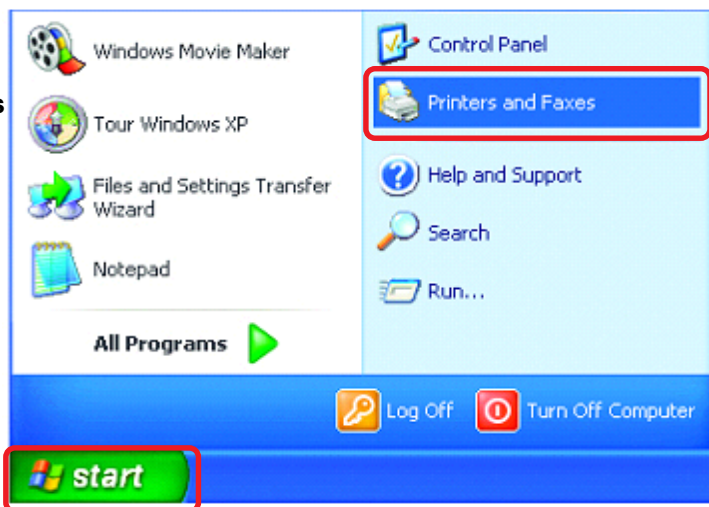 Windows Movie Maker
Tour Windows XP
Files and Settings Transfer
Wizard
Notepad
All Programs
Control Panel
Printers and Faxes
Help and Support
Search
Run...
Log Off
Turn Off Computer
start
s